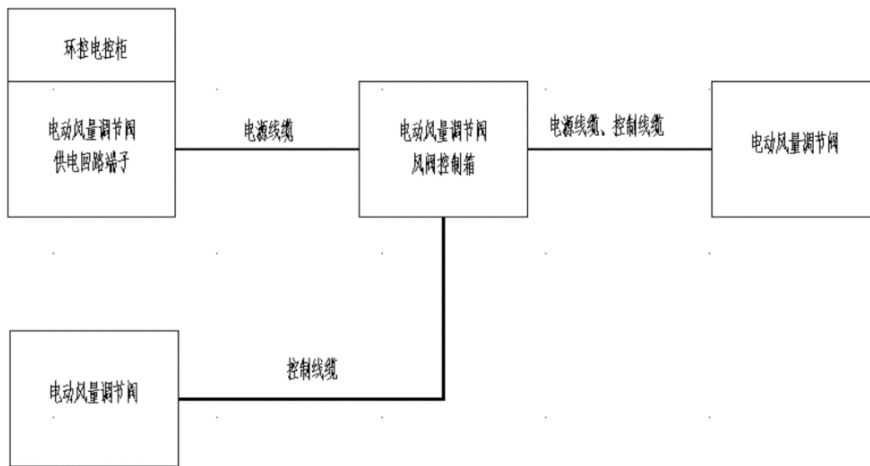 环控电控柜
电动风量调节阀
供电回路端子
电源线缆
电动风量调节阀
风阀控制箱
电源线缆、控制线缆
电动风量调节阀
电动风量调节阀
控制线缆